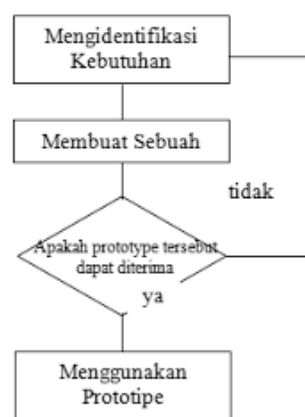 Mengidentifikasi
Kebutuhan
Membuat Sebuah
tidak
Apakah prototype tersebut
dapat diterima
ya
Menggunakan
Prototipe